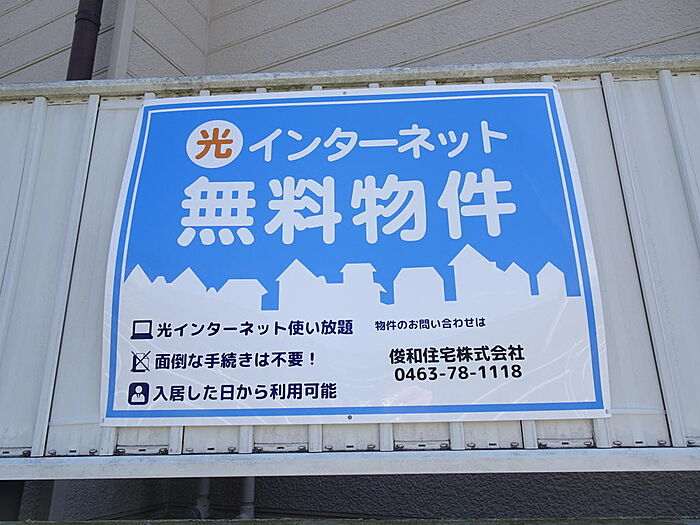 光インターネット
無料物件
光インターネット使い放題
面倒な手続きは不要！
入居した日から利用可能
物件のお問い合わせは
俊和住宅株式会社
0463-78-1118